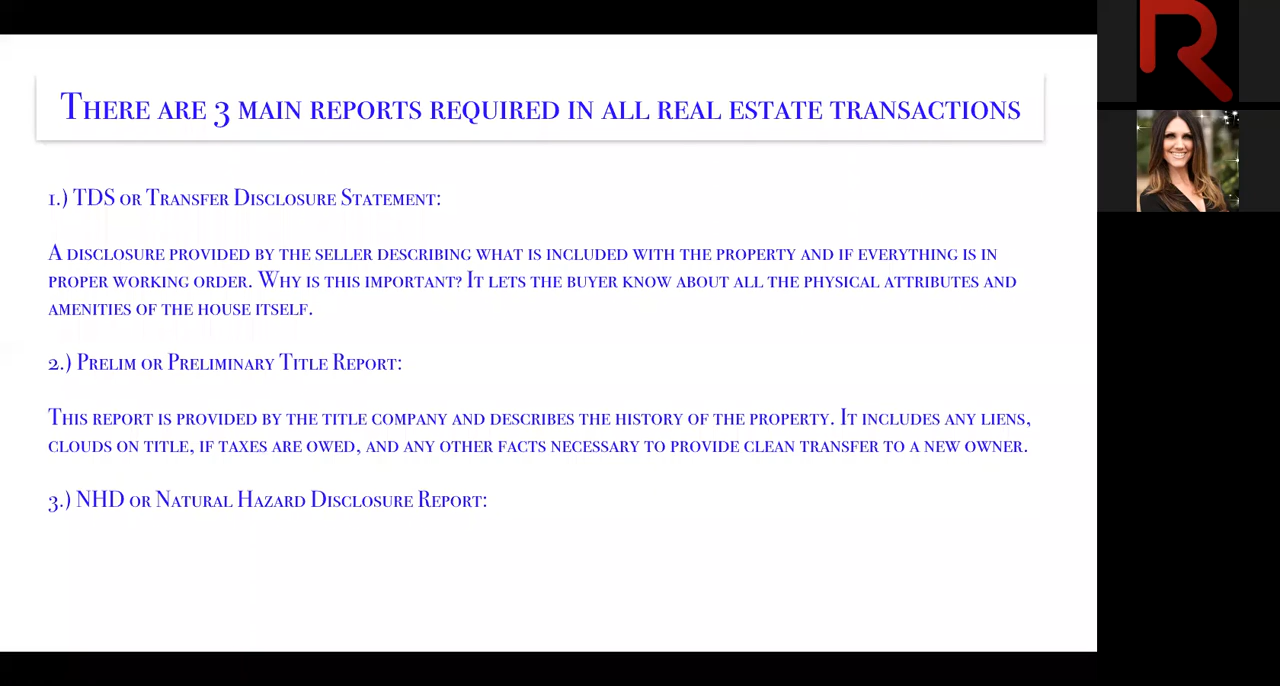 There are 3 main reports required in all real estate transactions
1.) TDS or Transfer Disclosure Statement:
A disclosure provided by the seller describing what is included with the property and if everything is in
proper working order. Why is this important? It lets the buyer know about all the physical attributes and
amenities of the house itself.
2.) Prelim or Preliminary Title Report:
This report is provided by the title company and describes the history of the property. It includes any liens,
clouds on title, if taxes are owed, and any other facts necessary to provide clean transfer to a new owner.
3.) NHD or Natural Hazard Disclosure Report:
R